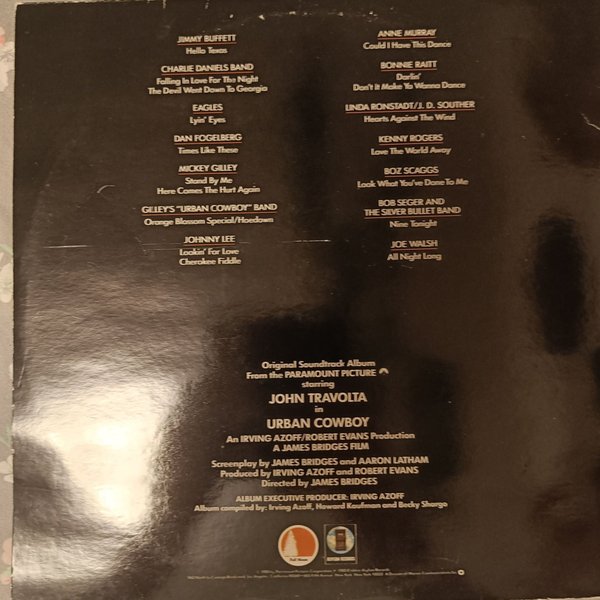 JIMMY BUFFETT
Hello Texas
CHARLIE DANIELS BAND
Falling In Love For The Night
The Devil Went Down To Georgia
EAGLES
Lyin' Eyes
DAN FOGELBERG
Times Like These
MICKEY GILLEY
Stand By Me
Here Comes The Hurt Again
GILLEY'S "URBAN COWBOY" BAND
Orange Blossom Special/Hoedown
JOHNNY LEE
Lookin' For Love
Cherokee Fiddle
ANNE MURRAY
Could I Have This Dance
BONNIE RAITT
Darlin'
Don't It Make Ya Wanna Dance
LINDA RONSTADT/J. D. SOUTHER
Hearts Against The Wind
KENNY ROGERS
Love The World Away
BOZ SCAGGS
Look What You've Done To Me
BOB SEGER AND
THE SILVER BULLET BAND
Nine Tonight
JOE WALSH
All Night Long
Original Soundtrack Album
From the PARAMOUNT PICTURE
starring
JOHN TRAVOLTA
in
URBAN COWBOY
An IRVING AZOFF/ROBERT EVANS Production
A JAMES BRIDGES FILM
Screenplay by JAMES BRIDGES and AARON LATHAM
Produced by IRVING AZOFF and ROBERT EVANS
Directed by JAMES BRIDGES
ALBUM EXECUTIVE PRODUCER: IRVING AZOFF
Album compiled by: Irving Azoff, Howard Kaufman and Becky Shargo
Full Moon
ASYLUM RECORDS